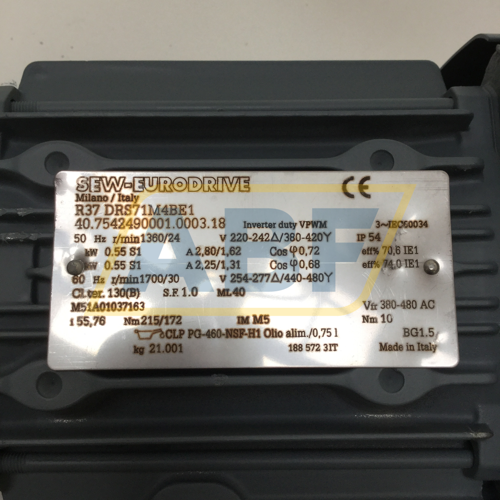 SEW-EURODRIVE
Milano / Italy CE
R37 DRS71M4BE1
40.7542490001.0003.18 Inverter duty VPWM 3~IEC60034
50 Hz r/min 1360/24 V 220-242Δ/380-420Y IP 54
kW 0.55 S1 A 2,80/1,62 Cosφ 0,72 eff% 70,6 IE1
kW 0.55 S1 A 2,25/1,31 Cosφ 0,68 eff% 74,0 IE1
60 Hz r/min 1700/30 V 254-277Δ/440-480Y
Cl.ter. 130(B) S.F. 1.0 Mt.40
M51A01037163 Vir 380-480 AC
i 55,76 Nm 215/172 IM M5 Nm 10
CLP PG-460-NSF-H1 Olio alim./0,75 l BG1.5
kg 21.001 188 572 3IT Made in Italy
APF